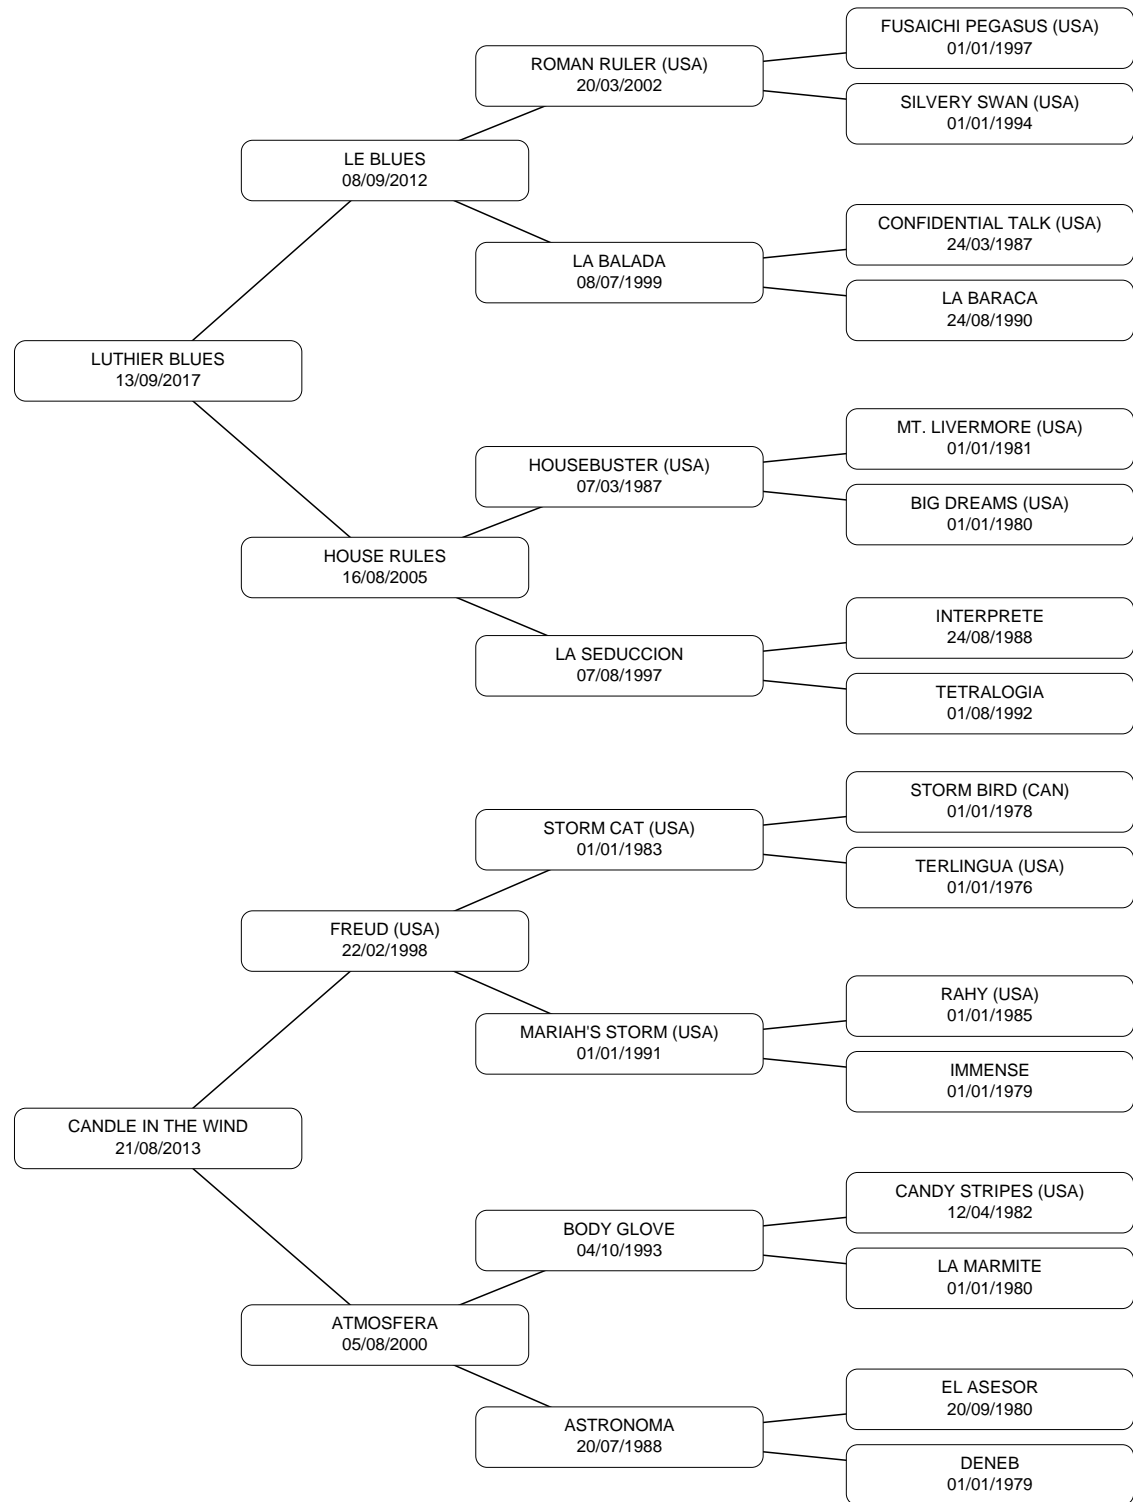 FUSAICHI PEGASUS (USA)
01/01/1997
ROMAN RULER (USA)
20/03/2002
SILVERY SWAN (USA)
01/01/1994
LE BLUES
08/09/2012
CONFIDENTIAL TALK (USA)
24/03/1987
LA BALADA
08/07/1999
LA BARACA
24/08/1990
LUTHIER BLUES
13/09/2017
MT. LIVERMORE (USA)
01/01/1981
HOUSEBUSTER (USA)
07/03/1987
BIG DREAMS (USA)
01/01/1980
HOUSE RULES
16/08/2005
INTERPRETE
24/08/1988
LA SEDUCCION
07/08/1997
TETRALOGIA
01/08/1992
STORM BIRD (CAN)
01/01/1978
STORM CAT (USA)
01/01/1983
TERLINGUA (USA)
01/01/1976
FREUD (USA)
22/02/1998
RAHY (USA)
01/01/1985
MARIAH'S STORM (USA)
01/01/1991
IMMENSE
01/01/1979
CANDLE IN THE WIND
21/08/2013
CANDY STRIPES (USA)
12/04/1982
BODY GLOVE
04/10/1993
LA MARMITE
01/01/1980
ATMOSFERA
05/08/2000
EL ASESOR
20/09/1980
ASTRONOMA
20/07/1988
DENEB
01/01/1979